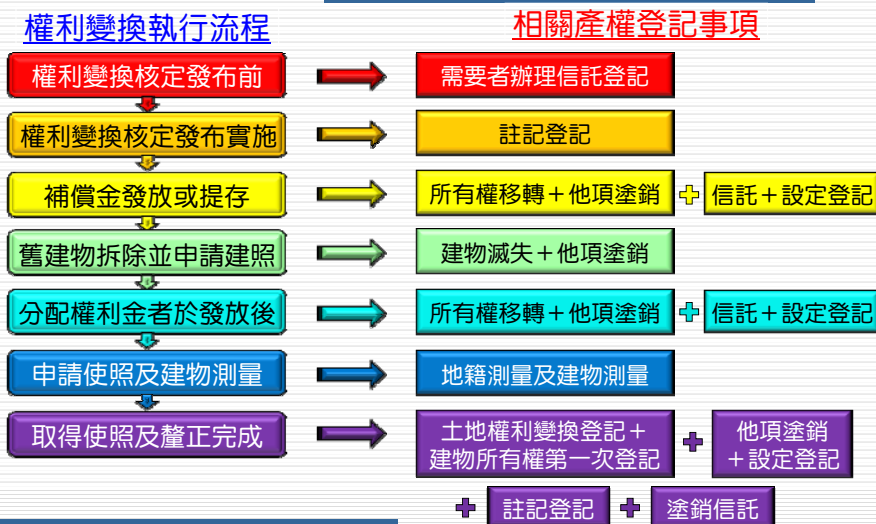 權利變換執行流程
相關產權登記事項
權利變換核定發布前
需要者辦理信託登記
權利變換核定發布實施
註記登記
補償金發放或提存
所有權移轉＋他項塗銷
信託＋設定登記
舊建物拆除並申請建照
建物滅失＋他項塗銷
分配權利金者於發放後
所有權移轉＋他項塗銷
信託＋設定登記
申請使照及建物測量
地籍測量及建物測量
取得使照及釐正完成
土地權利變換登記＋
建物所有權第一次登記
他項塗銷
＋設定登記
註記登記
塗銷信託